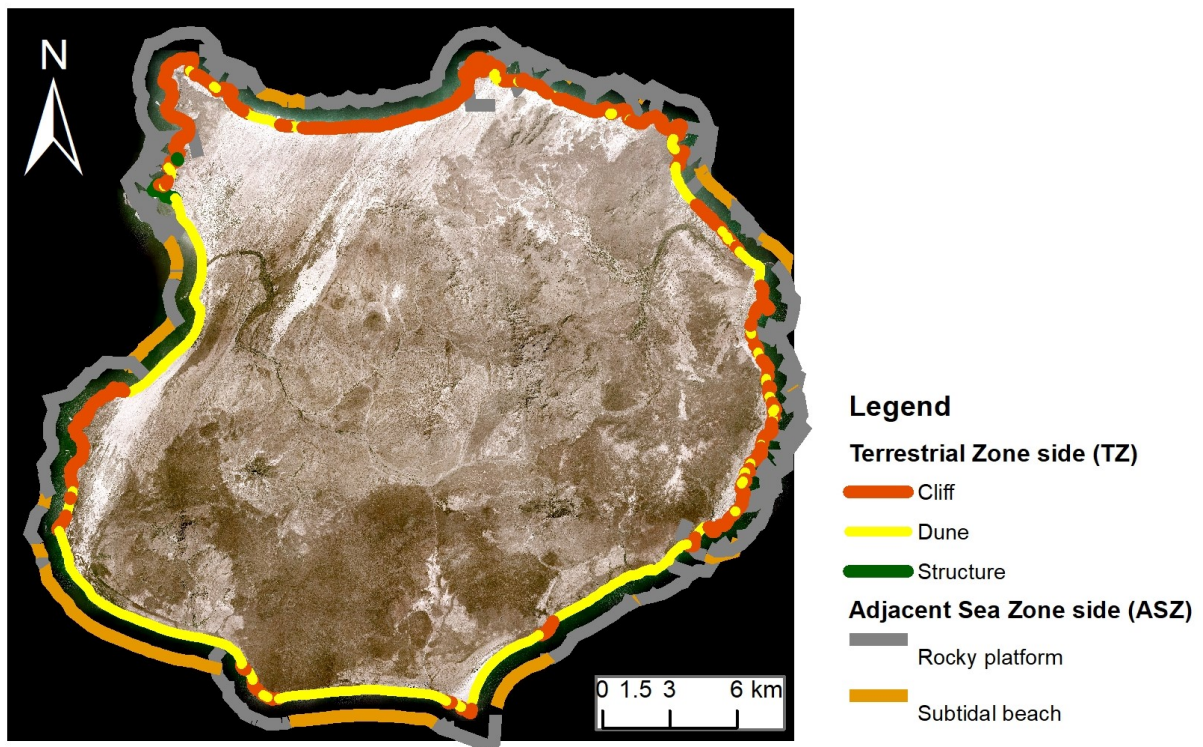 N
Legend
Terrestrial Zone side (TZ)
Cliff
Dune
Structure
Adjacent Sea Zone side (ASZ)
Rocky platform
Subtidal beach
0 1.5 3 6 km